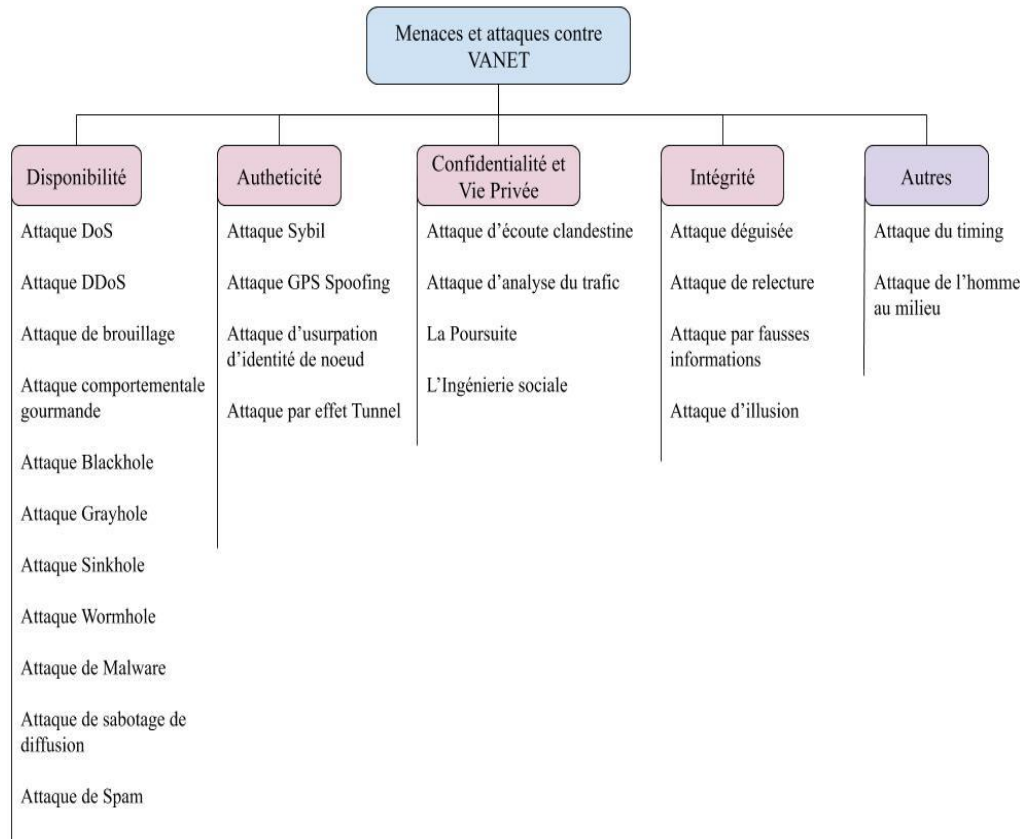 Menaces et attaques contre
VANET
Disponibilité
Attaque DoS
Attaque DDoS
Attaque de brouillage
Attaque comportementale
gourmande
Attaque Blackhole
Attaque Grayhole
Attaque Sinkhole
Attaque Wormhole
Attaque de Malware
Attaque de sabotage de
diffusion
Attaque de Spam
Autheticité
Attaque Sybil
Attaque GPS Spoofing
Attaque d’usurpation
d’identité de noeud
Attaque par effet Tunnel
Confidentialité et
Vie Privée
Attaque d’écoute clandestine
Attaque d’analyse du trafic
La Poursuite
L’Ingénierie sociale
Intégrité
Attaque déguisée
Attaque de relecture
Attaque par fausses
informations
Attaque d’illusion
Autres
Attaque du timing
Attaque de l’homme
au milieu